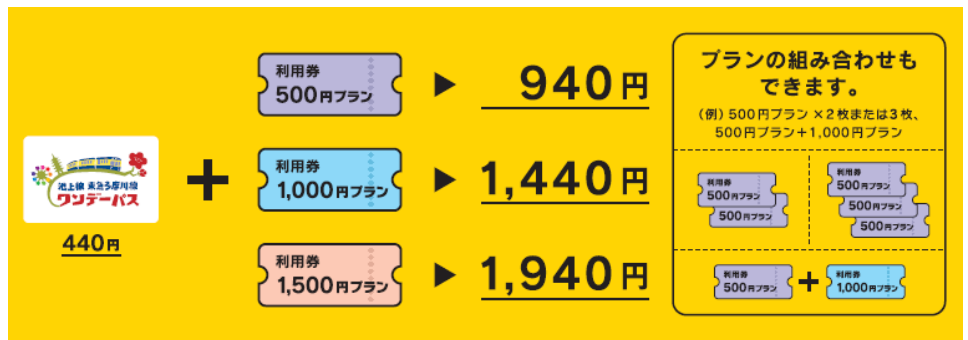 池上線 東急多摩川線
ワンデーパス
440円
+
利用券
500円プラン
▶
940円
利用券
1,000円プラン
▶
1,440円
利用券
1,500円プラン
▶
1,940円
プランの組み合わせも
できます。
(例)500円プラン×2枚または3枚、
500円プラン+1,000円プラン
利用券
500円プラン
500円プラン
利用券
500円プラン
500円プラン
500円プラン
利用券
500円プラン
+
利用券
1,000円プラン